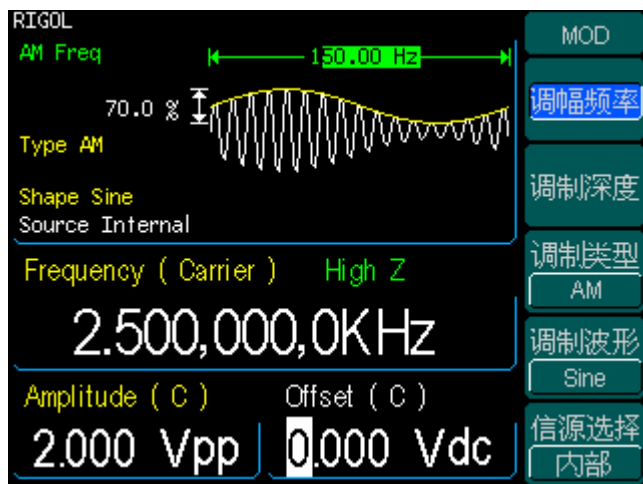 RIGOL
AM Freq
150.00 Hz
70.0 %
Type AM
Shape Sine
Source Internal
Frequency ( Carrier ) High Z
2.500,000,0KHz
Amplitude ( C ) Offset ( C )
2.000 Vpp 0.000 Vdc
MOD
调幅频率
调制深度
调制类型
AM
调制波形
Sine
信源选择
内部